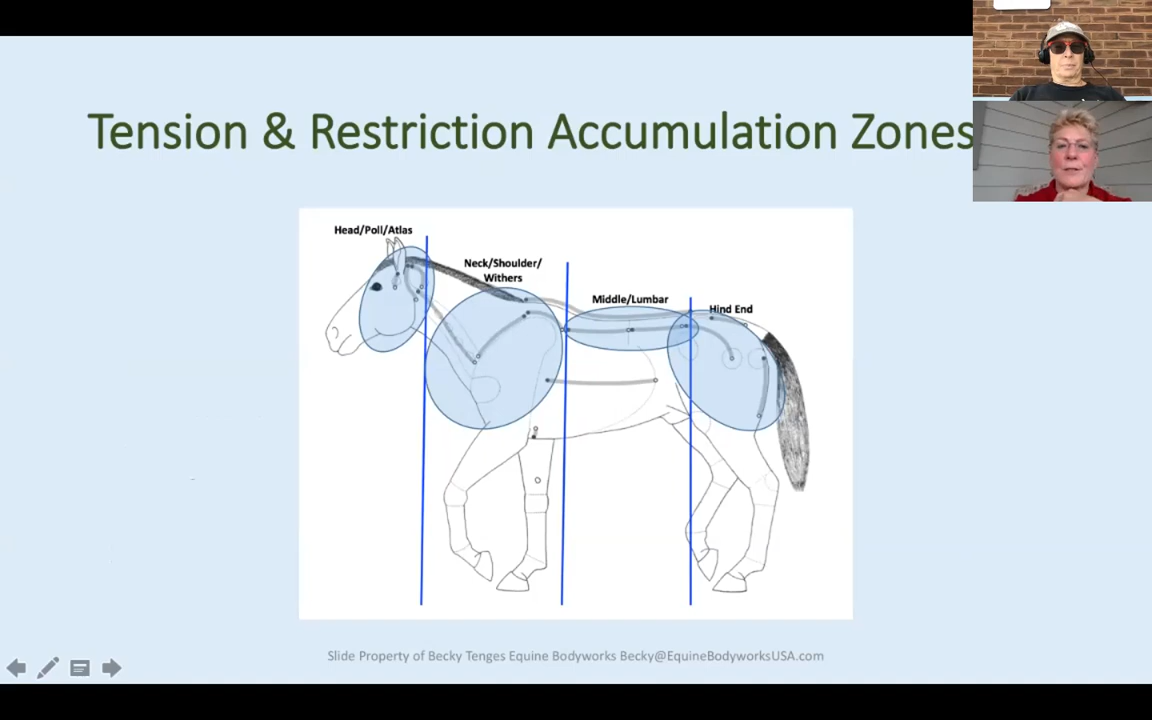 Tension & Restriction Accumulation Zones
Head/Poll/Atlas
Neck/Shoulder/
Withers
Middle/Lumbar
Hind End
Slide Property of Becky Tenges Equine Bodyworks Becky@EquineBodyworksUSA.com